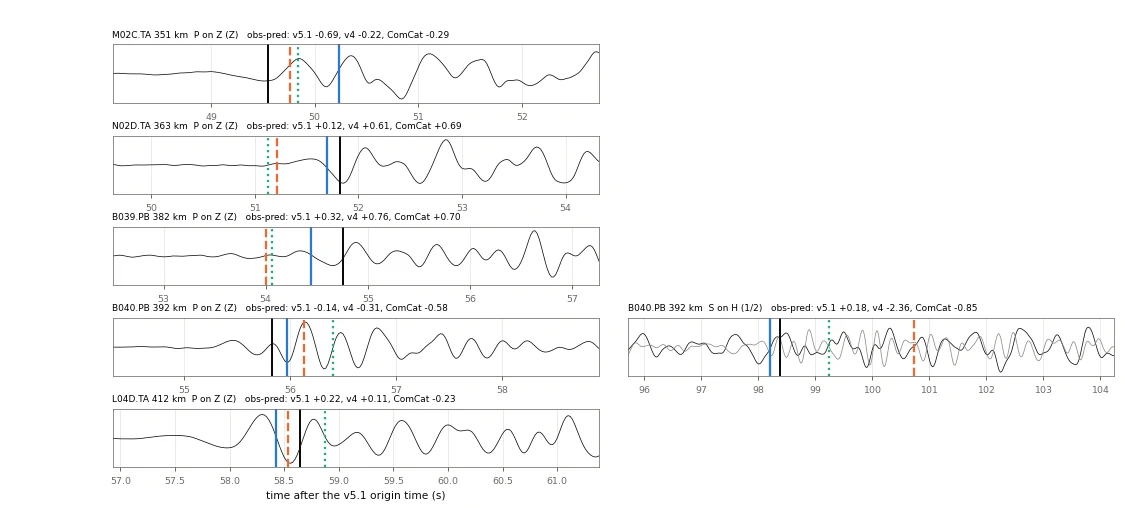 M02C.TA 351 km P on Z (Z) obs-pred: v5.1 -0.69, v4 -0.22, ComCat -0.29
49 50 51 52
N02D.TA 363 km P on Z (Z) obs-pred: v5.1 +0.12, v4 +0.61, ComCat +0.69
50 51 52 53 54
B039.PB 382 km P on Z (Z) obs-pred: v5.1 +0.32, v4 +0.76, ComCat +0.70
53 54 55 56 57
B040.PB 392 km P on Z (Z) obs-pred: v5.1 -0.14, v4 -0.31, ComCat -0.58
55 56 57 58
B040.PB 392 km S on H (1/2) obs-pred: v5.1 +0.18, v4 -2.36, ComCat -0.85
96 97 98 99 100 101 102 103 104
L04D.TA 412 km P on Z (Z) obs-pred: v5.1 +0.22, v4 +0.11, ComCat -0.23
57.0 57.5 58.0 58.5 59.0 59.5 60.0 60.5 61.0
time after the v5.1 origin time (s)